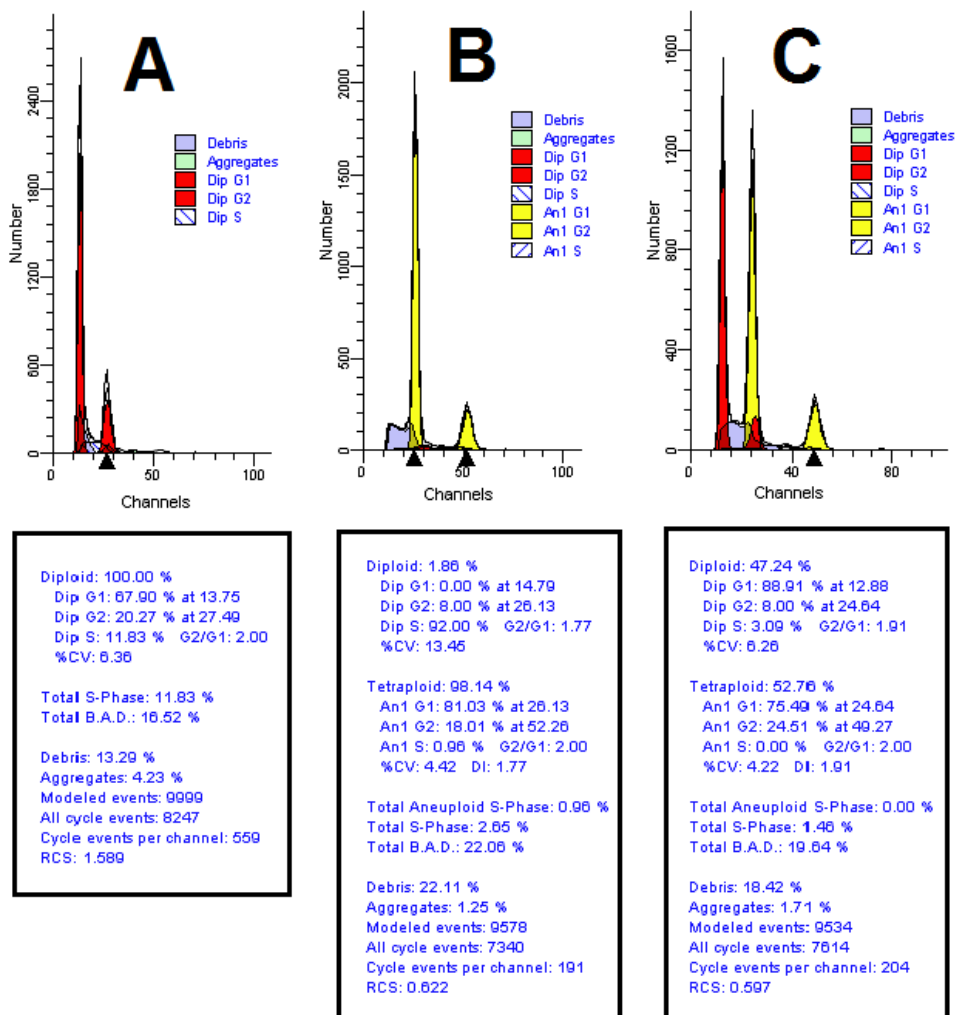 A
Number
2400
1800
1200
600
0
0
50
100
Channels
Debris
Aggregates
Dip G1
Dip G2
Dip S
B
Number
2000
1500
1000
500
0
0
50
100
Channels
Debris
Aggregates
Dip G1
Dip G2
Dip S
An1 G1
An1 G2
An1 S
C
Number
1600
1200
800
400
0
0
40
80
Channels
Debris
Aggregates
Dip G1
Dip G2
Dip S
An1 G1
An1 G2
An1 S
Diploid: 100.00 %
Dip G1: 67.90 % at 13.75
Dip G2: 20.27 % at 27.49
Dip S: 11.83 % G2/G1: 2.00
%CV: 6.36
Total S-Phase: 11.83 %
Total B.A.D.: 16.52 %
Debris: 13.29 %
Aggregates: 4.23 %
Modeled events: 9999
All cycle events: 8247
Cycle events per channel: 559
RCS: 1.589
Diploid: 1.86 %
Dip G1: 0.00 % at 14.79
Dip G2: 8.00 % at 26.13
Dip S: 92.00 % G2/G1: 1.77
%CV: 13.45
Tetraploid: 98.14 %
An1 G1: 81.03 % at 26.13
An1 G2: 18.01 % at 52.26
An1 S: 0.96 % G2/G1: 2.00
%CV: 4.42 DI: 1.77
Total Aneuploid S-Phase: 0.96 %
Total S-Phase: 2.65 %
Total B.A.D.: 22.06 %
Debris: 22.11 %
Aggregates: 1.25 %
Modeled events: 9578
All cycle events: 7340
Cycle events per channel: 191
RCS: 0.622
Diploid: 47.24 %
Dip G1: 88.91 % at 12.88
Dip G2: 8.00 % at 24.64
Dip S: 3.09 % G2/G1: 1.91
%CV: 6.26
Tetraploid: 52.76 %
An1 G1: 75.49 % at 24.64
An1 G2: 24.51 % at 49.27
An1 S: 0.00 % G2/G1: 2.00
%CV: 4.22 DI: 1.91
Total Aneuploid S-Phase: 0.00 %
Total S-Phase: 1.46 %
Total B.A.D.: 19.64 %
Debris: 18.42 %
Aggregates: 1.71 %
Modeled events: 9534
All cycle events: 7614
Cycle events per channel: 204
RCS: 0.597